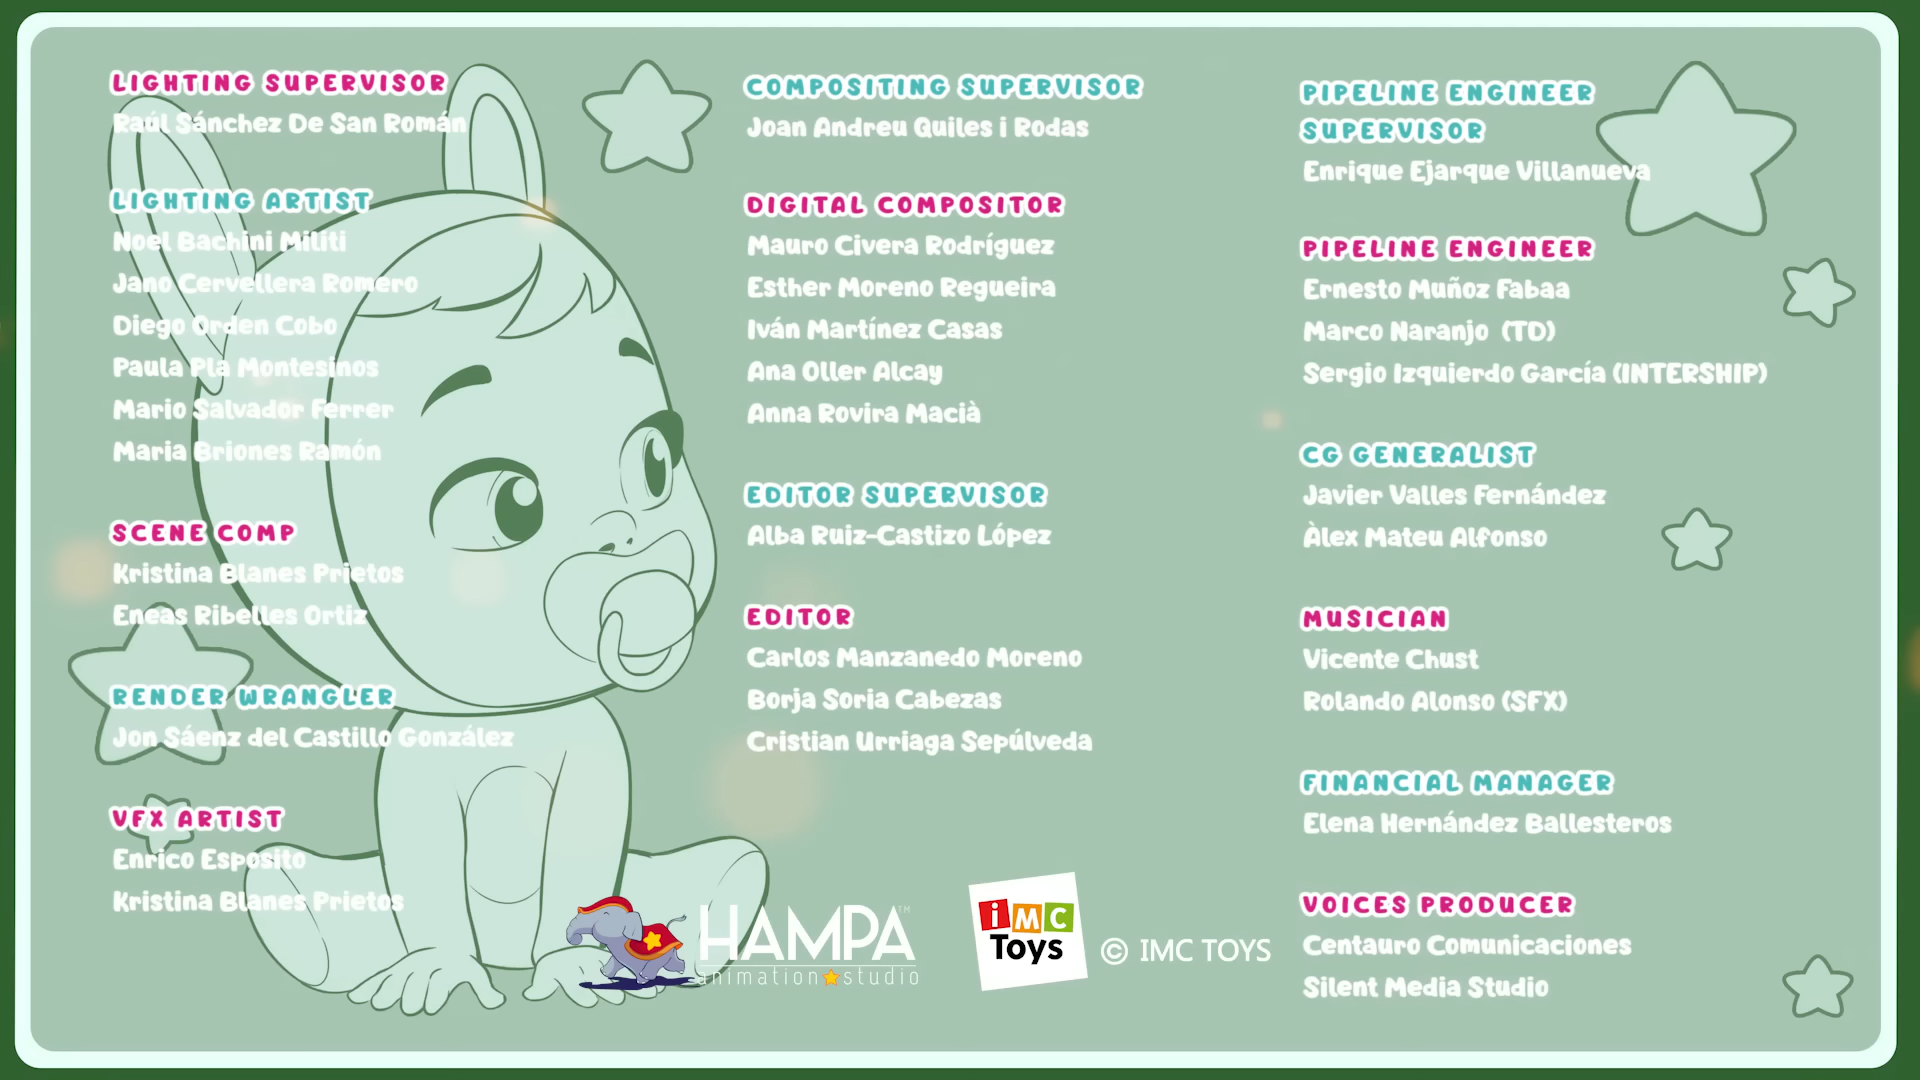 LIGHTING SUPERVISOR
Raúl Sánchez De San Román
LIGHTING ARTIST
Noel Bachini Militi
Jano Cervellera Romero
Diego Orden Cobo
Paula Pla Montesinos
Mario Salvador Ferrer
Maria Briones Ramón
SCENE COMP
Kristina Blanes Prietos
Eneas Ribelles Ortiz
RENDER WRANGLER
Jon Sáenz del Castillo González
VFX ARTIST
Enrico Esposito
Kristina Blanes Prietos
COMPOSITING SUPERVISOR
Joan Andreu Quiles i Rodas
DIGITAL COMPOSITOR
Mauro Civera Rodríguez
Esther Moreno Regueira
Iván Martínez Casas
Ana Oller Alcay
Anna Rovira Macià
EDITOR SUPERVISOR
Alba Ruiz-Castizo López
EDITOR
Carlos Manzanedo Moreno
Borja Soria Cabezas
Cristian Urriaga Sepúlveda
HAMPA™
animation studio
iMC
Toys
© IMC TOYS
PIPELINE ENGINEER
SUPERVISOR
Enrique Ejarque Villanueva
PIPELINE ENGINEER
Ernesto Muñoz Fabaa
Marco Naranjo (TD)
Sergio Izquierdo García (INTERSHIP)
CG GENERALIST
Javier Valles Fernández
Àlex Mateu Alfonso
MUSICIAN
Vicente Chust
Rolando Alonso (SFX)
FINANCIAL MANAGER
Elena Hernández Ballesteros
VOICES PRODUCER
Centauro Comunicaciones
Silent Media Studio